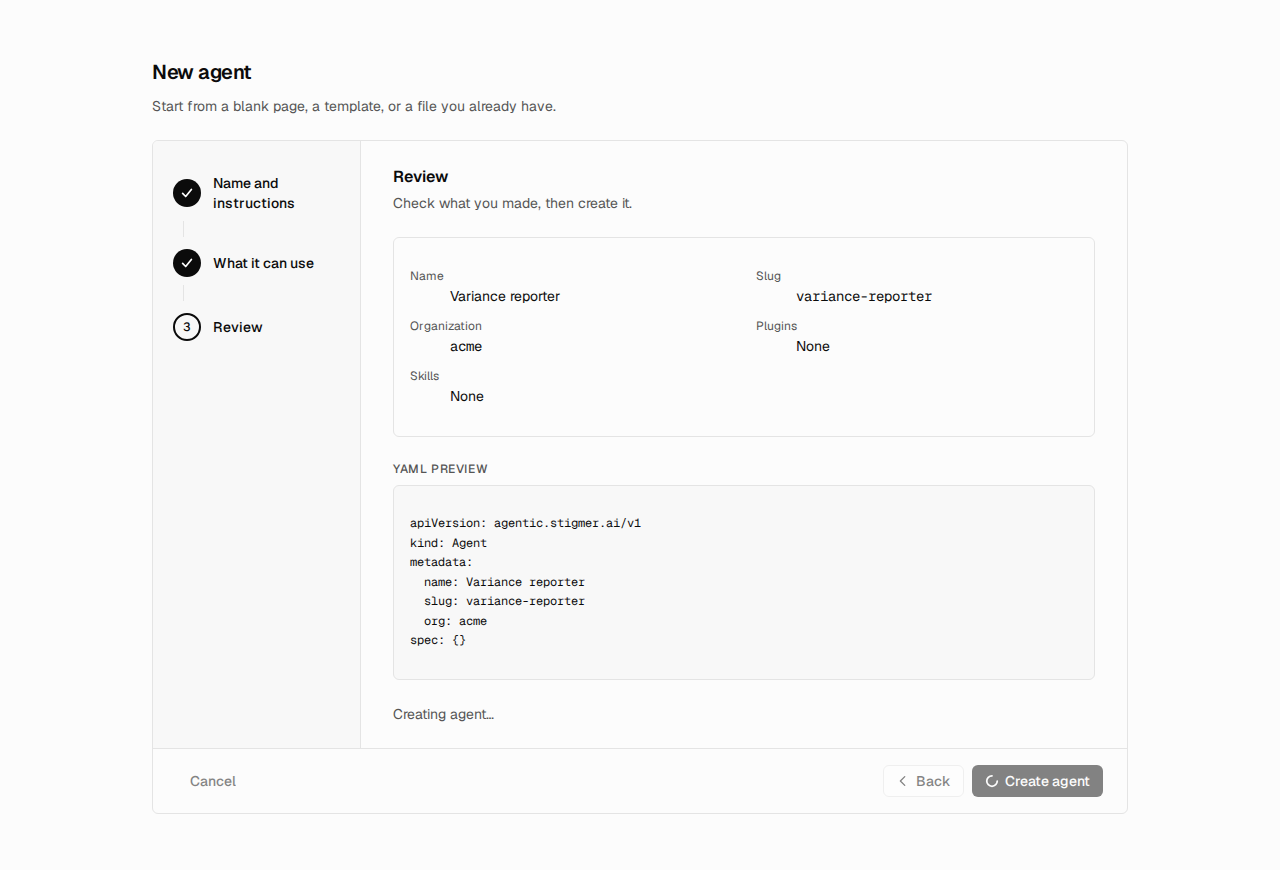 New agent
Start from a blank page, a template, or a file you already have.
Name and
instructions
What it can use
3
Review
Review
Check what you made, then create it.
Name
Variance reporter
Slug
variance-reporter
Organization
acme
Plugins
None
Skills
None
YAML PREVIEW
apiVersion: agentic.stigmer.ai/v1
kind: Agent
metadata:
  name: Variance reporter
  slug: variance-reporter
  org: acme
spec: {}
Creating agent…
Cancel
Back
Create agent